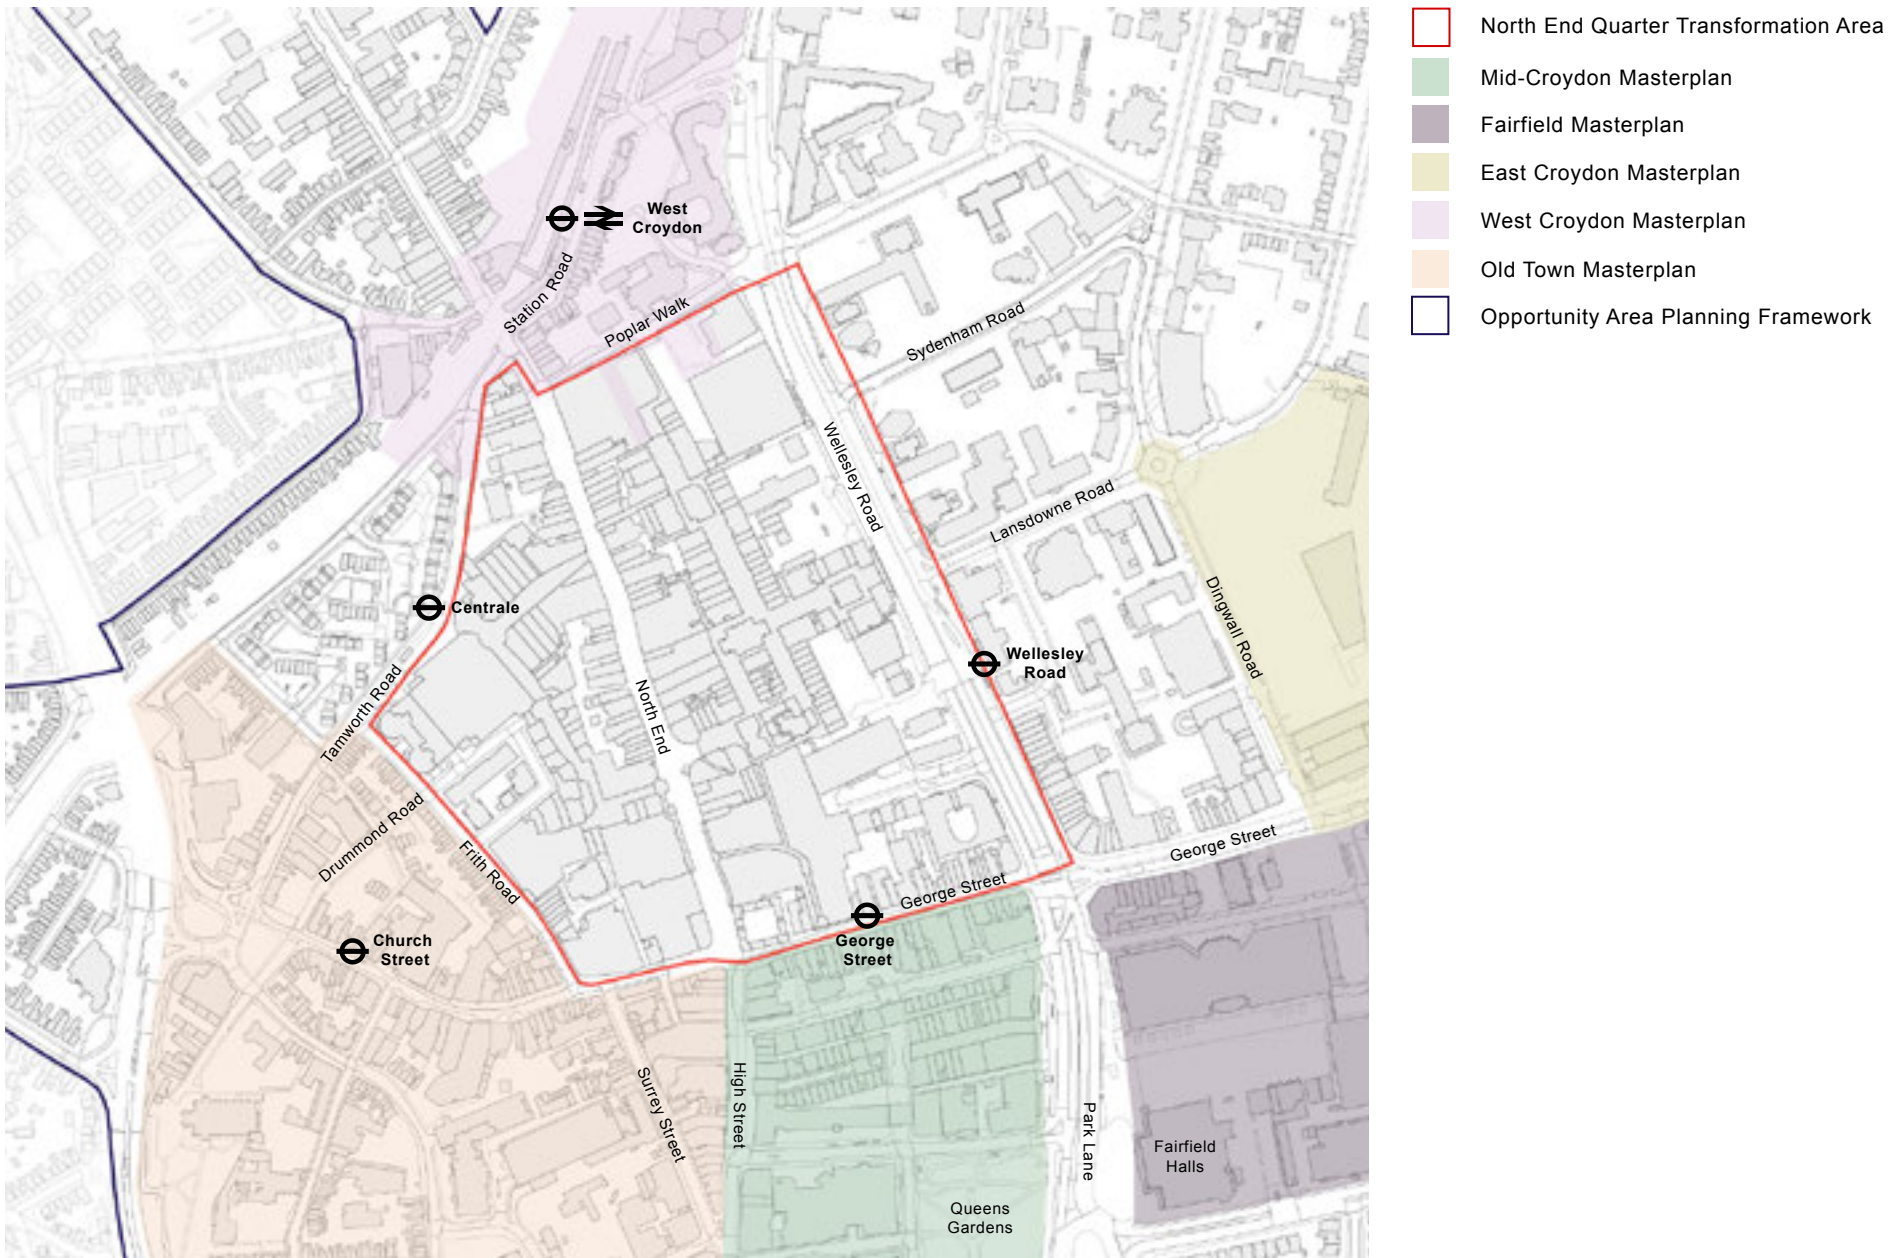 North End Quarter Transformation Area
Mid-Croydon Masterplan
Fairfield Masterplan
East Croydon Masterplan
West Croydon Masterplan
Old Town Masterplan
Opportunity Area Planning Framework
West
Croydon
Station Road
Poplar Walk
Sydenham Road
Wellesley Road
Lansdowne Road
Dingwall Road
Centrale
Wellesley
Road
Tamworth Road
North End
Drummond Road
Frith Road
George Street
George Street
George
Street
Church
Street
Surrey Street
High Street
Park Lane
Fairfield
Halls
Queens
Gardens